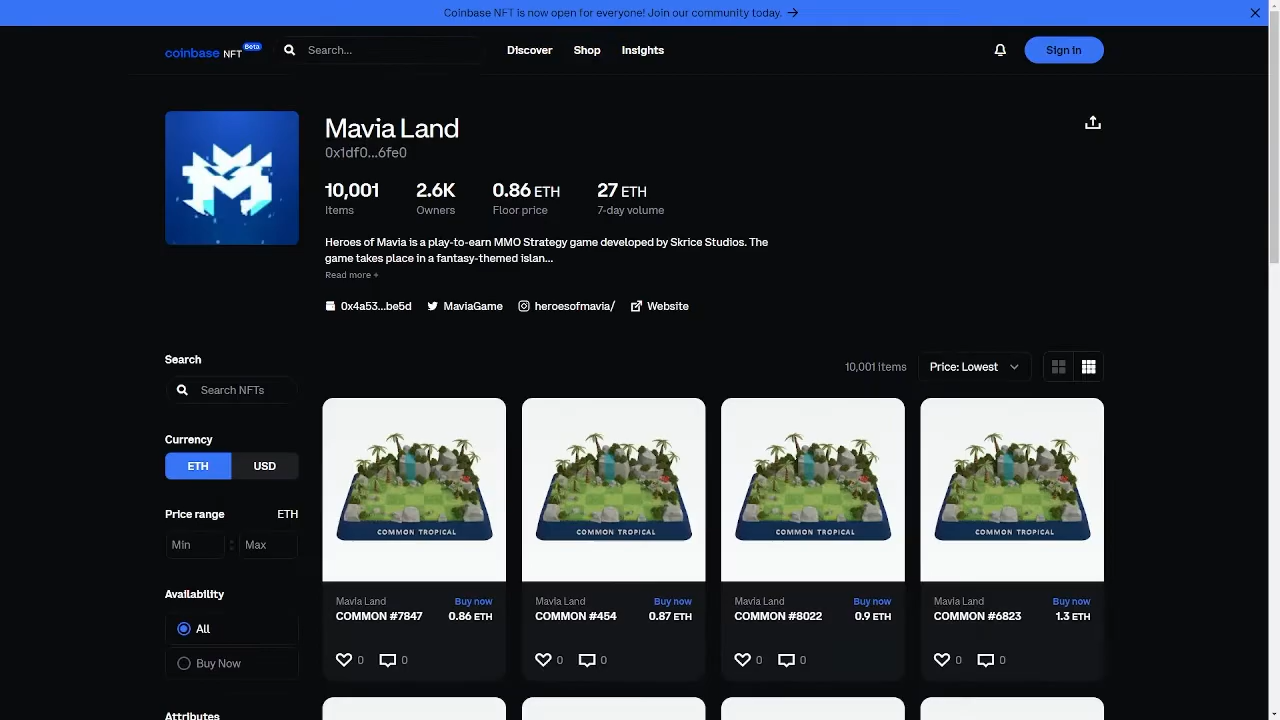 Coinbase NFT is now open for everyone! Join our community today. →
coinbase NFT Beta
Search...
Discover Shop Insights
Sign in
Mavia Land
0x1df0...6fe0
10,001 2.6K 0.86 ETH 27 ETH
Items Owners Floor price 7-day volume
Heroes of Mavia is a play-to-earn MMO Strategy game developed by Skrice Studios. The
game takes place in a fantasy-themed islan...
Read more +
0x4a53...be5d MaviaGame heroesofmavia/ Website
Search
10,001 items Price: Lowest
Search NFTs
Currency
ETH USD
Price range ETH
Min : Max
Availability
All
Buy Now
Attributes
COMMON TROPICAL COMMON TROPICAL COMMON TROPICAL COMMON TROPICAL
Mavia Land Buy now Mavia Land Buy now Mavia Land Buy now Mavia Land Buy now
COMMON #7847 0.86 ETH COMMON #454 0.87 ETH COMMON #8022 0.9 ETH COMMON #6823 1.3 ETH
0 0 0 0 0 0 0 0